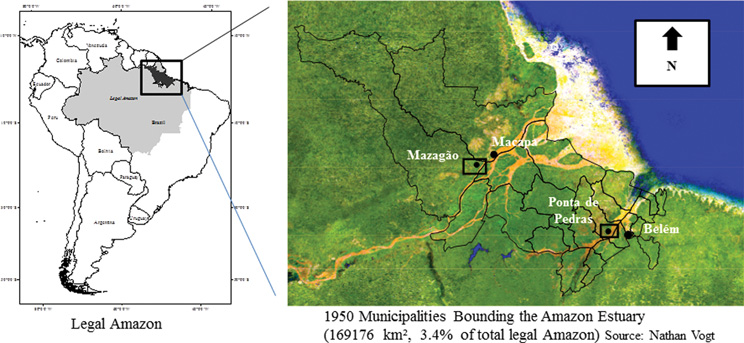 Venezuela
Colombia
Ecuador
Legal Amazon
Peru
Brazil
Bolivia
Paraguay
Argentina
Uruguay
Legal Amazon
N
Macapá
Mazagão
Ponta de
Pedras
Belém
1950 Municipalities Bounding the Amazon Estuary
(169176 km², 3.4% of total legal Amazon) Source: Nathan Vogt